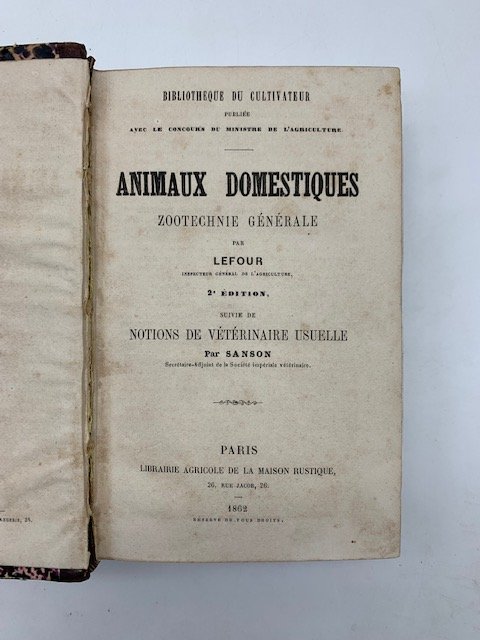 BIBLIOTHEQUE DU CULTIVATEUR
PUBLIÉE
AVEC LE CONCOURS DU MINISTRE DE L'AGRICULTURE
ANIMAUX DOMESTIQUES
ZOOTECHNIE GÉNÉRALE
PAR
LEFOUR
INSPECTEUR GÉNÉRAL DE L'AGRICULTURE,
2e ÉDITION,
SUIVIE DE
NOTIONS DE VÉTÉRINAIRE USUELLE
Par SANSON
Secrétaire-Adjoint de la Société impériale vétérinaire.
PARIS
LIBRAIRIE AGRICOLE DE LA MAISON RUSTIQUE,
26, RUE JACOB, 26.
1862
RÉSERVE DE TOUS DROITS.